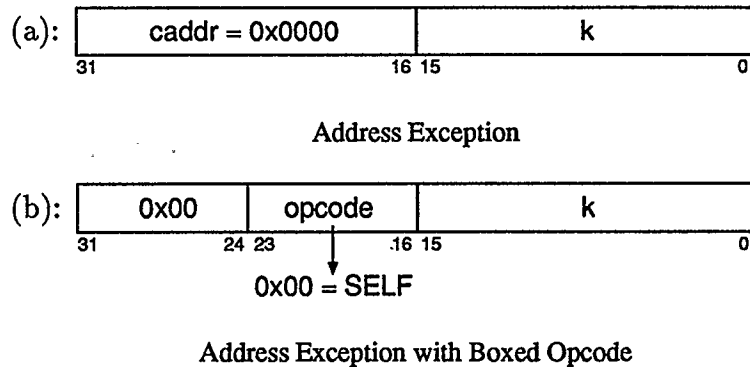 (a): caddr = 0x0000 k
31 16 15 0
Address Exception
(b): 0x00 opcode k
31 24 23 16 15 0
0x00 = SELF
Address Exception with Boxed Opcode